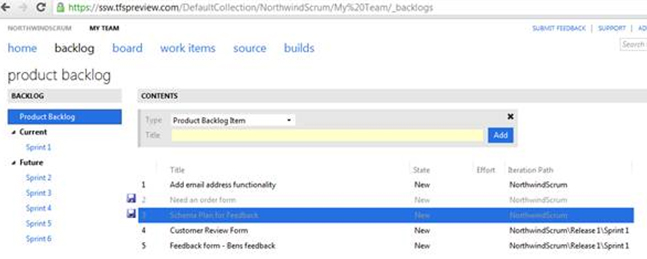 https://ssw.tfspreview.com/DefaultCollection/NorthwindScrum/My%20Team/_backlogs
NORTHWINDSCRUM MY TEAM SUBMIT FEEDBACK SUPPORT
home backlog board work items source builds Search
product backlog
BACKLOG CONTENTS
Product Backlog Type Product Backlog Item
Current Title Add
Sprint 1
Future Title State Effort Iteration Path
Sprint 2 1 Add email address functionality New NorthwindScrum
Sprint 3 2 Need an order form New NorthwindScrum
Sprint 4 3 Schema Plan for Feedback New NorthwindScrum
Sprint 5 4 Customer Review Form New NorthwindScrum\Release 1\Sprint 1
Sprint 6 5 Feedback form - Bens feedback New NorthwindScrum\Release 1\Sprint 1